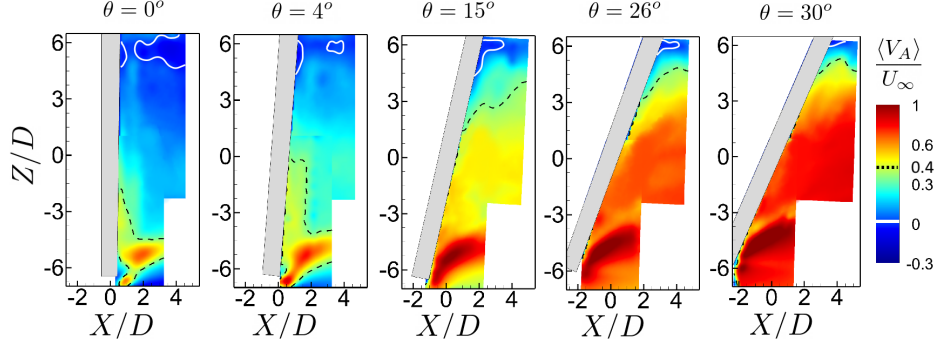 θ = 0° θ = 4° θ = 15° θ = 26° θ = 30°
6 6 6 6 6 ⟨V_A⟩
3 3 3 3 3 U∞
Z/D 0 0 0 0 0 1
-3 -3 -3 -3 -3 0.6
-6 -6 -6 -6 -6 0.4
0.3
0
-0.3
-2 0 2 4 -2 0 2 4 -2 0 2 4 -2 0 2 4 -2 0 2 4
X/D X/D X/D X/D X/D